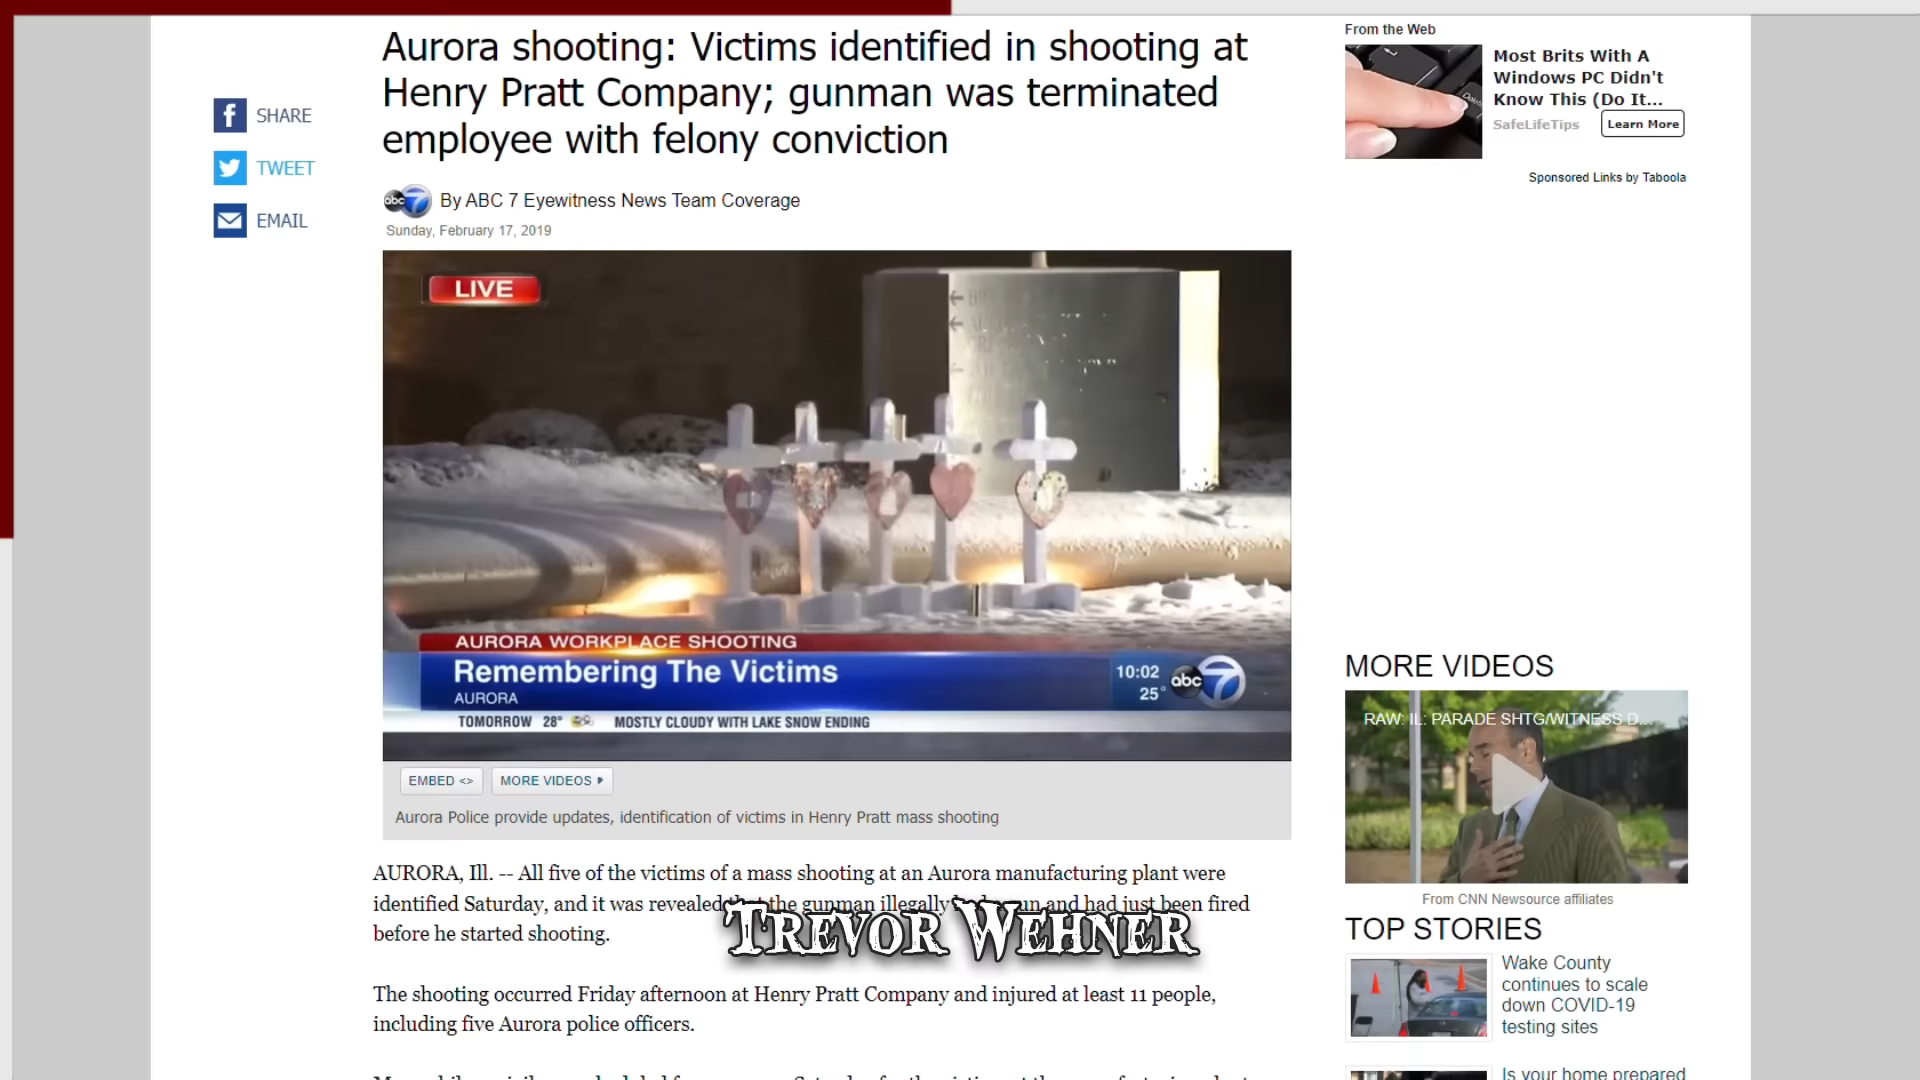 Aurora shooting: Victims identified in shooting at
Henry Pratt Company; gunman was terminated
employee with felony conviction
SHARE
TWEET
EMAIL
abc 7 By ABC 7 Eyewitness News Team Coverage
Sunday, February 17, 2019
LIVE
AURORA WORKPLACE SHOOTING
Remembering The Victims
AURORA
10:02
25°
abc 7
TOMORROW 28° MOSTLY CLOUDY WITH LAKE SNOW ENDING
EMBED <> MORE VIDEOS
Aurora Police provide updates, identification of victims in Henry Pratt mass shooting
AURORA, Ill. -- All five of the victims of a mass shooting at an Aurora manufacturing plant were
identified Saturday, and it was revealed the gunman illegally and had just been fired
before he started shooting.
TREVOR WEHNER
The shooting occurred Friday afternoon at Henry Pratt Company and injured at least 11 people,
including five Aurora police officers.
From the Web
Most Brits With A
Windows PC Didn't
Know This (Do It...
SafeLifeTips
Learn More
Sponsored Links by Taboola
MORE VIDEOS
RAW: IL: PARADE SHTG/WITNESS D...
From CNN Newsource affiliates
TOP STORIES
Wake County
continues to scale
down COVID-19
testing sites
Is your home prepared